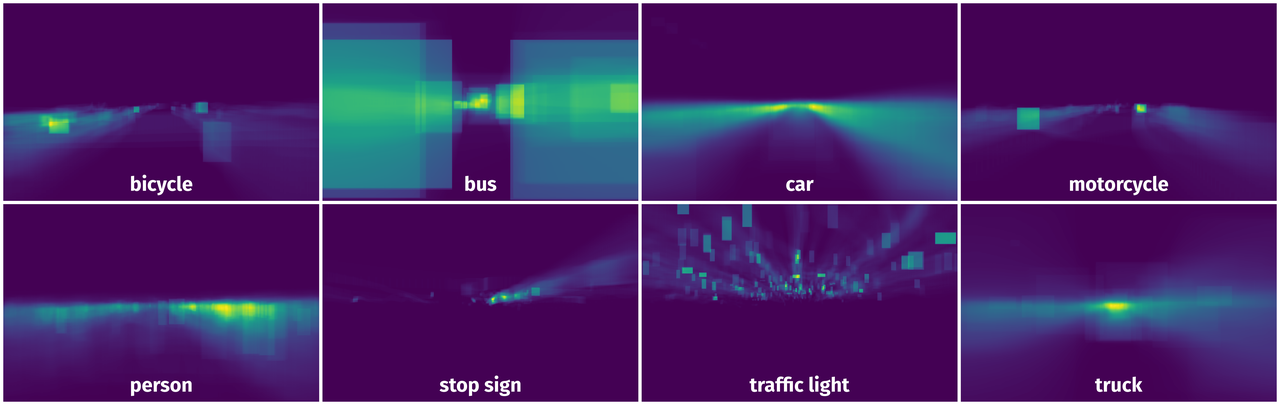 bicycle
bus
car
motorcycle
person
stop sign
traffic light
truck